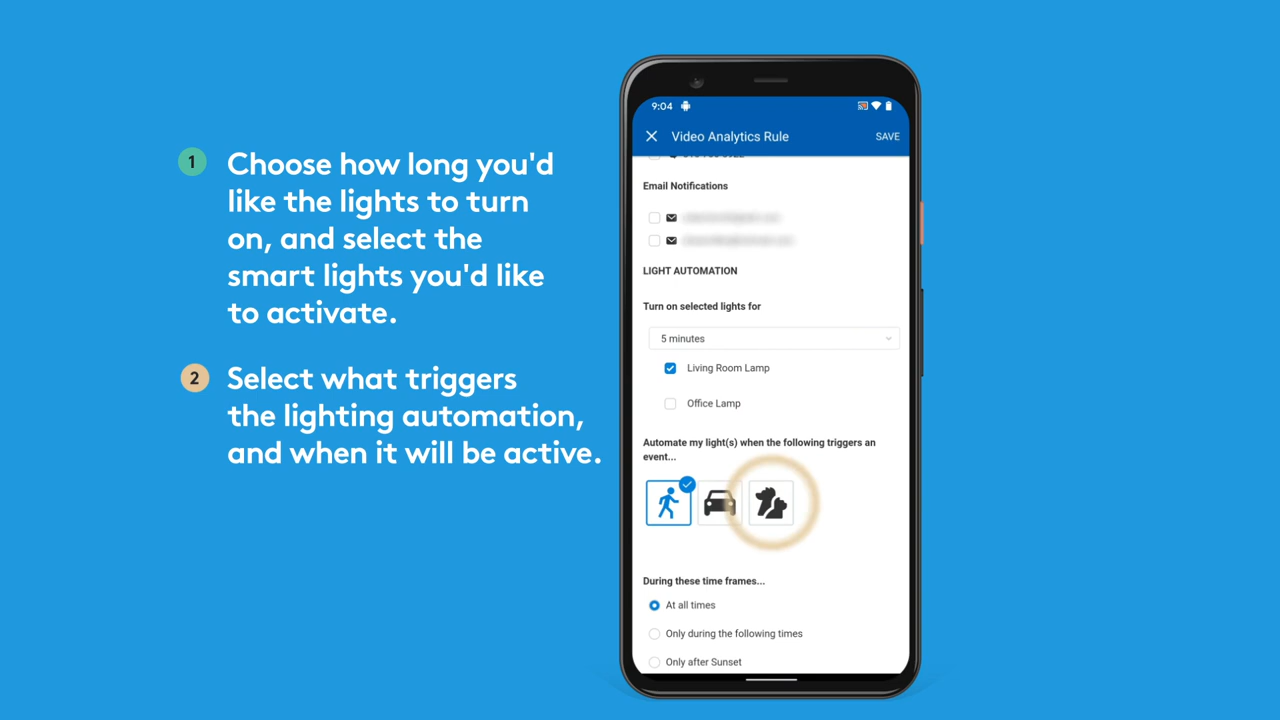 1 Choose how long you'd
like the lights to turn
on, and select the
smart lights you'd like
to activate.
2 Select what triggers
the lighting automation,
and when it will be active.
9:04
Video Analytics Rule
SAVE
Email Notifications
LIGHT AUTOMATION
Turn on selected lights for
5 minutes
Living Room Lamp
Office Lamp
Automate my light(s) when the following triggers an
event...
During these time frames...
At all times
Only during the following times
Only after Sunset